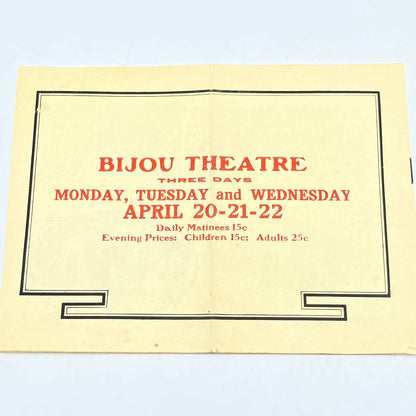 BIJOU THEATRE
THREE DAYS
MONDAY, TUESDAY and WEDNESDAY
APRIL 20-21-22
Daily Matinees 15c
Evening Prices: Children 15c; Adults 25c